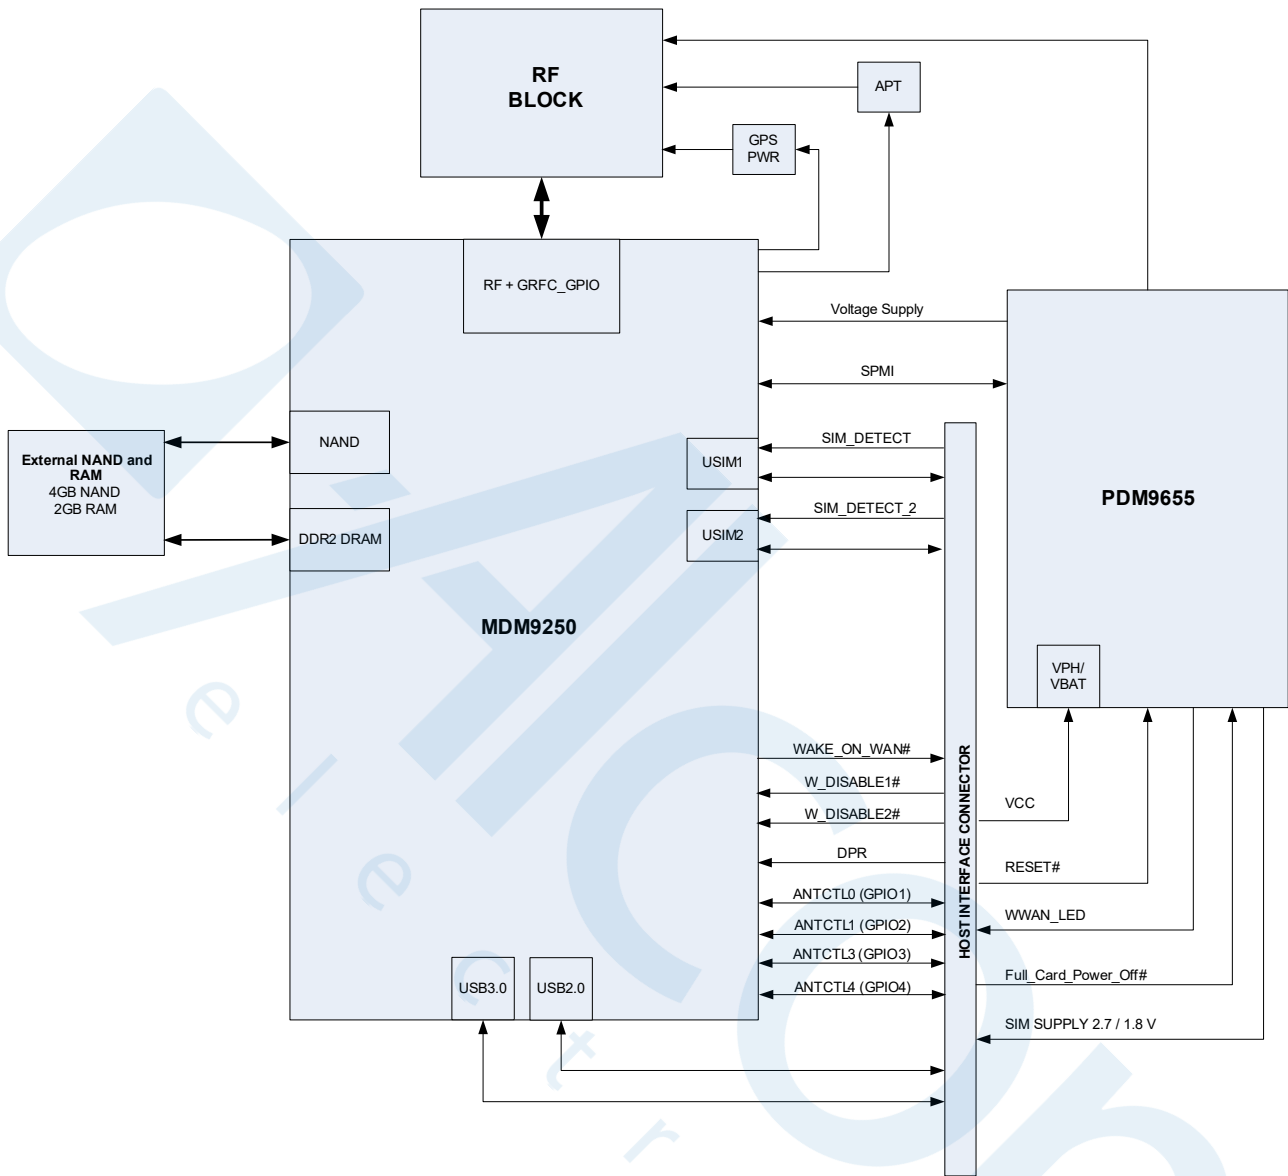 RF
BLOCK
APT
GPS
PWR
RF + GRFC_GPIO
Voltage Supply
SPMI
NAND
External NAND and
RAM
4GB NAND
2GB RAM
DDR2 DRAM
USIM1
SIM_DETECT
USIM2
SIM_DETECT_2
PDM9655
MDM9250
VPH/
VBAT
WAKE_ON_WAN#
W_DISABLE1#
W_DISABLE2#
DPR
ANTCTL0 (GPIO1)
ANTCTL1 (GPIO2)
ANTCTL3 (GPIO3)
ANTCTL4 (GPIO4)
HOST INTERFACE CONNECTOR
VCC
RESET#
WWAN_LED
Full_Card_Power_Off#
SIM SUPPLY 2.7 / 1.8 V
USB3.0
USB2.0